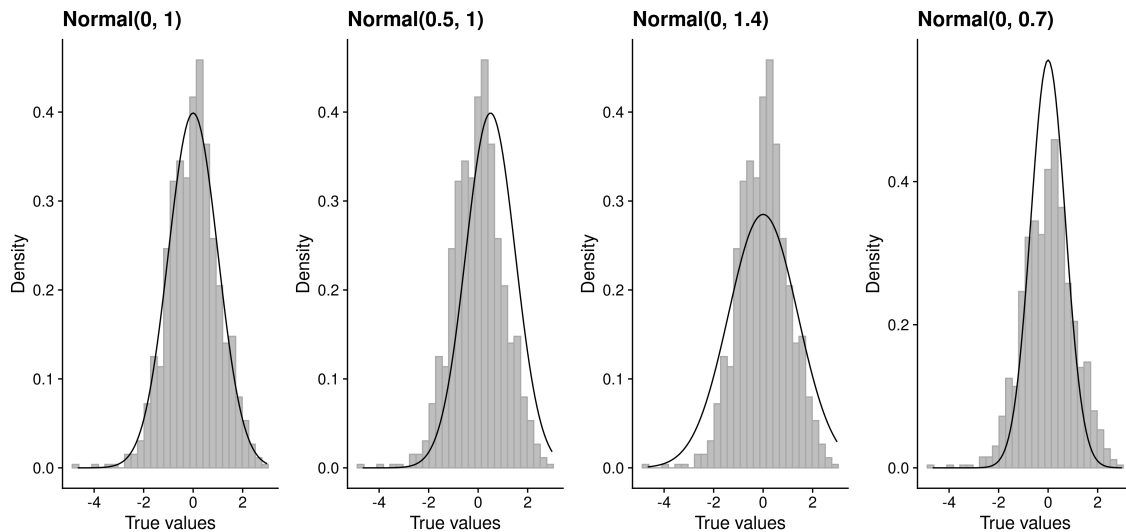 Normal(0, 1)
Density
0.4
0.3
0.2
0.1
0.0
-4 -2 0 2
True values
Normal(0.5, 1)
Density
0.4
0.3
0.2
0.1
0.0
-4 -2 0 2
True values
Normal(0, 1.4)
Density
0.4
0.3
0.2
0.1
0.0
-4 -2 0 2
True values
Normal(0, 0.7)
Density
0.4
0.2
0.0
-4 -2 0 2
True values